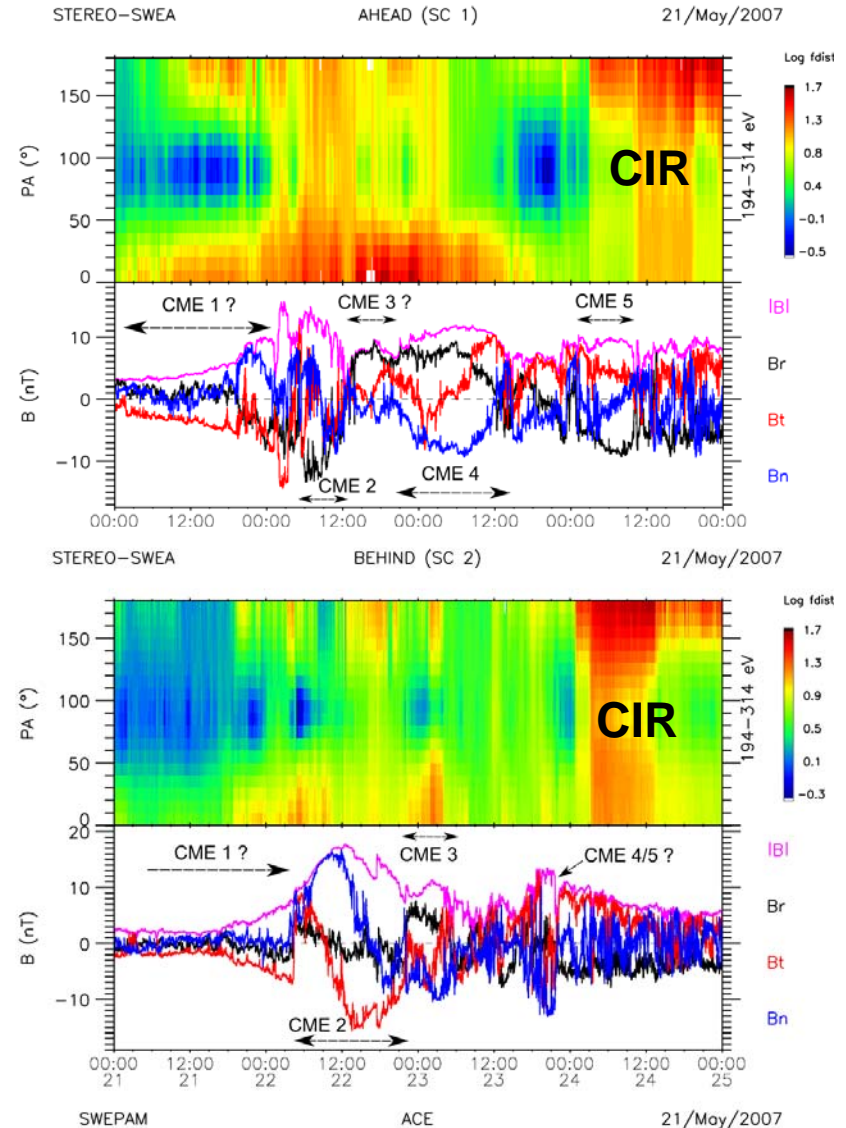 STEREO-SWEA AHEAD (SC 1) 21/May/2007
Log fdist
150
100
50
0
PA (°)
CIR
194-314 eV
1.7
1.3
0.8
0.4
-0.1
-0.5
CME 1 ?
CME 3 ?
CME 5
CME 2
CME 4
10
0
-10
B (nT)
|B|
Br
Bt
Bn
00:00 12:00 00:00 12:00 00:00 12:00 00:00 12:00 00:00
STEREO-SWEA BEHIND (SC 2) 21/May/2007
Log fdist
150
100
50
0
PA (°)
CIR
194-314 eV
1.7
1.3
0.9
0.5
0.1
-0.3
CME 1 ?
CME 3
CME 4/5 ?
CME 2
20
10
0
-10
B (nT)
|B|
Br
Bt
Bn
00:00 12:00 00:00 12:00 00:00 12:00 00:00 12:00 00:00
21 21 22 22 23 23 24 24 25
SWEPAM ACE 21/May/2007